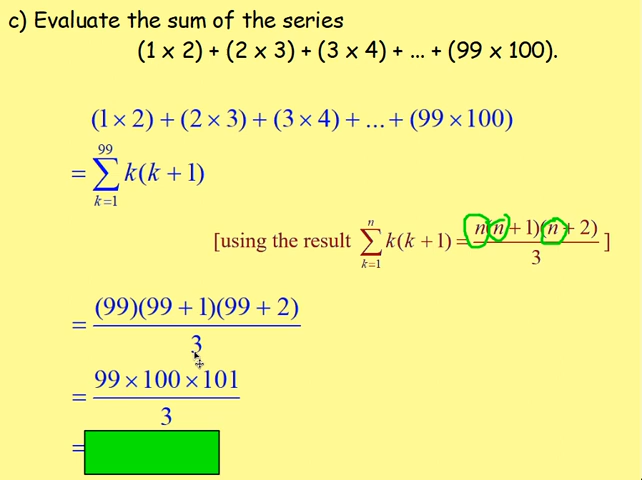 c) Evaluate the sum of the series
(1 x 2) + (2 x 3) + (3 x 4) + ... + (99 x 100).
(1 × 2) + (2 × 3) + (3 × 4) + ... + (99 × 100)
= ∑_{k=1}^{99} k(k + 1)
[using the result ∑_{k=1}^{n} k(k + 1) = n(n + 1)(n + 2) / 3 ]
= (99)(99 + 1)(99 + 2) / 3
= 99 × 100 × 101 / 3
=